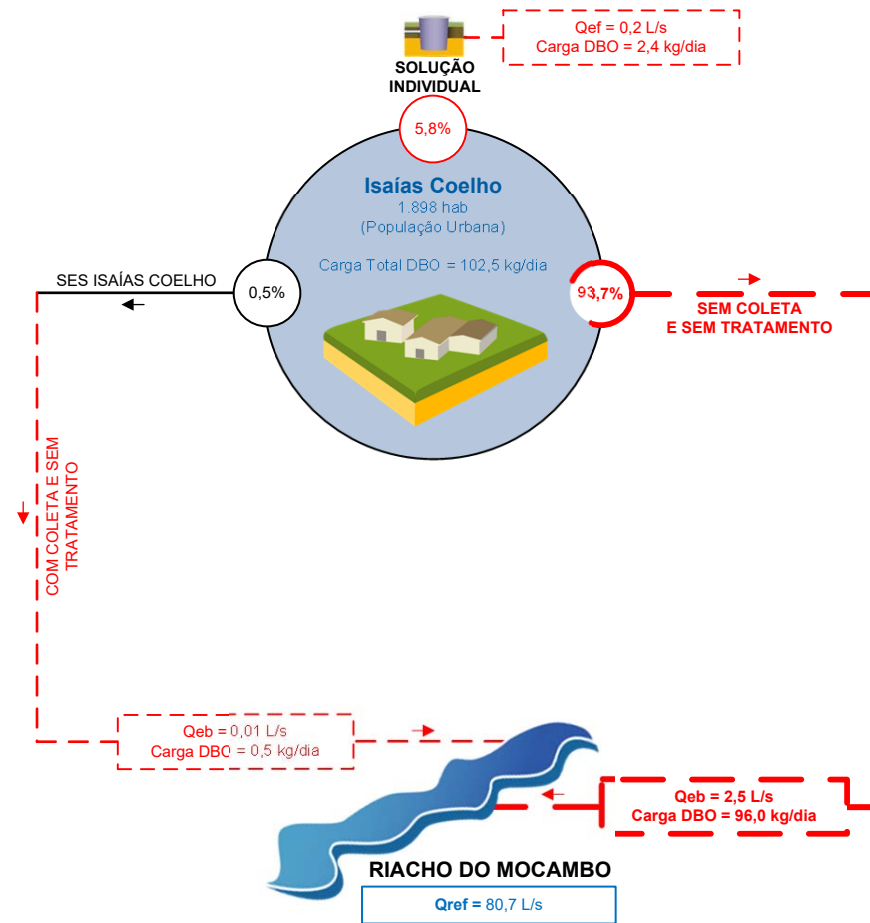 Qef = 0,2 L/s
Carga DBO = 2,4 kg/dia
SOLUÇÃO
INDIVIDUAL
5,8%
Isaías Coelho
1.898 hab
(População Urbana)
Carga Total DBO = 102,5 kg/dia
SES ISAÍAS COELHO
0,5%
93,7%
SEM COLETA
E SEM TRATAMENTO
COM COLETA E SEM
TRATAMENTO
Qeb = 0,01 L/s
Carga DBO = 0,5 kg/dia
Qeb = 2,5 L/s
Carga DBO = 96,0 kg/dia
RIACHO DO MOCAMBO
Qref = 80,7 L/s